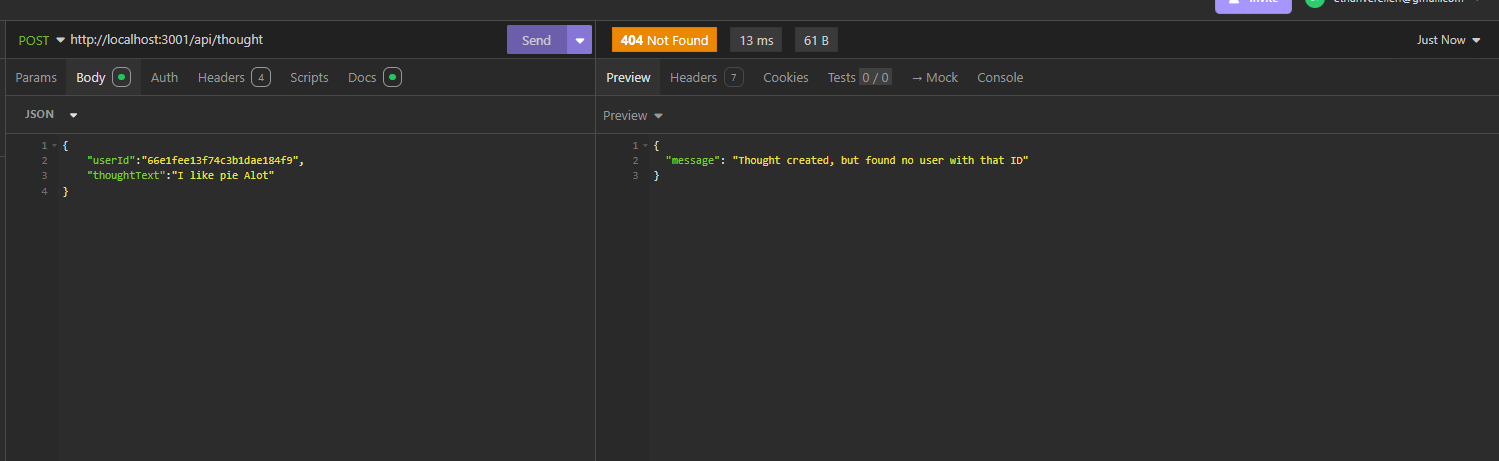 POST http://localhost:3001/api/thought Send
404 Not Found 13 ms 61 B Just Now
Params Body Auth Headers 4 Scripts Docs
Preview Headers 7 Cookies Tests 0 / 0 → Mock Console
JSON
Preview
1 {
2 "userId":"66e1fee13f74c3b1dae184f9",
3 "thoughtText":"I like pie Alot"
4 }
1 {
2 "message": "Thought created, but found no user with that ID"
3 }